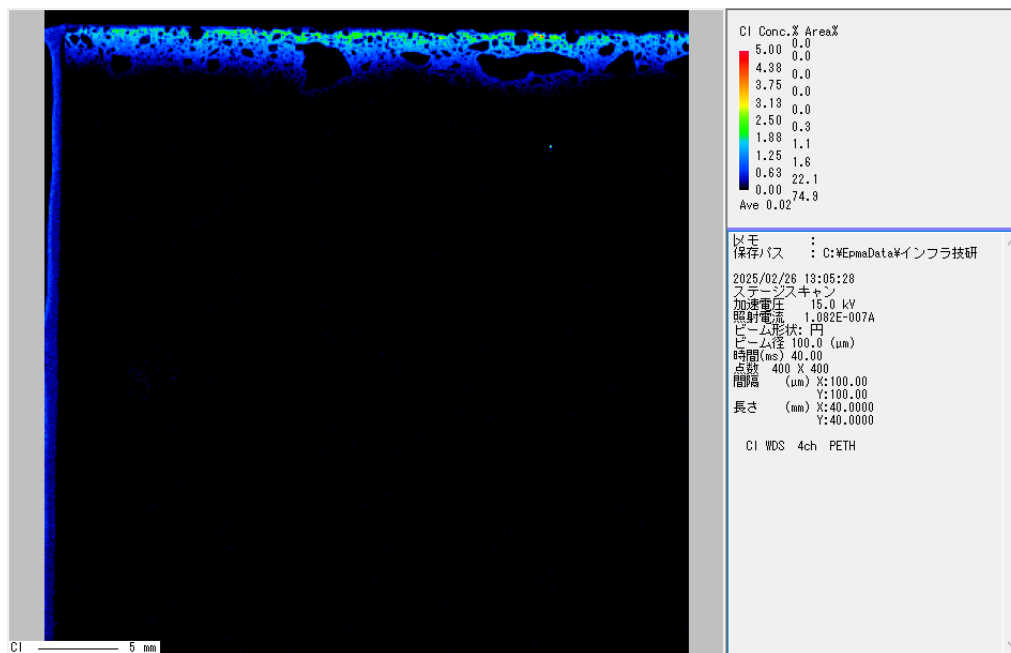 Cl Conc.% Area%
0.0
5.00 0.0
4.38 0.0
3.75 0.0
3.13 0.0
2.50 0.3
1.88 1.1
1.25 1.6
0.63 22.1
0.00 74.9
Ave 0.02
メモ :
保存パス : C:¥EpmaData¥インフラ技研
2025/02/26 13:05:28
ステージスキャン
加速電圧 15.0 kV
照射電流 1.082E-007A
ビーム形状: 円
ビーム径 100.0 (μm)
時間(ms) 40.00
点数 400 X 400
間隔 (μm) X:100.00
Y:100.00
長さ (mm) X:40.0000
Y:40.0000
Cl WDS 4ch PETH
Cl 5 mm